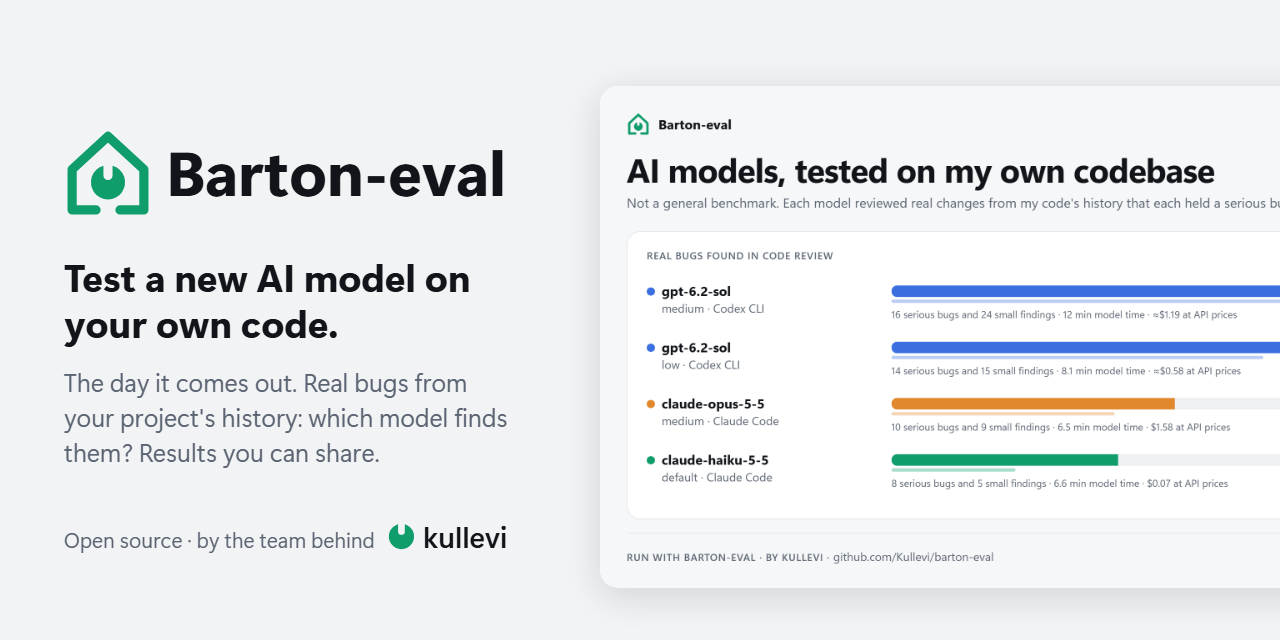 Barton-eval
Test a new AI model on
your own code.
The day it comes out. Real bugs from
your project's history: which model finds
them? Results you can share.
Open source · by the team behind kullevi
Barton-eval
AI models, tested on my own codebase
Not a general benchmark. Each model reviewed real changes from my code's history that each held a serious
REAL BUGS FOUND IN CODE REVIEW
gpt-6.2-sol
medium · Codex CLI
16 serious bugs and 24 small findings · 12 min model time · ≈$1.19 at API prices
gpt-6.2-sol
low · Codex CLI
14 serious bugs and 15 small findings · 8.1 min model time · ≈$0.58 at API prices
claude-opus-5-5
medium · Claude Code
10 serious bugs and 9 small findings · 6.5 min model time · $1.58 at API prices
claude-haiku-5-5
default · Claude Code
8 serious bugs and 5 small findings · 6.6 min model time · $0.07 at API prices
RUN WITH BARTON-EVAL · BY KULLEVI · github.com/Kullevi/barton-eval